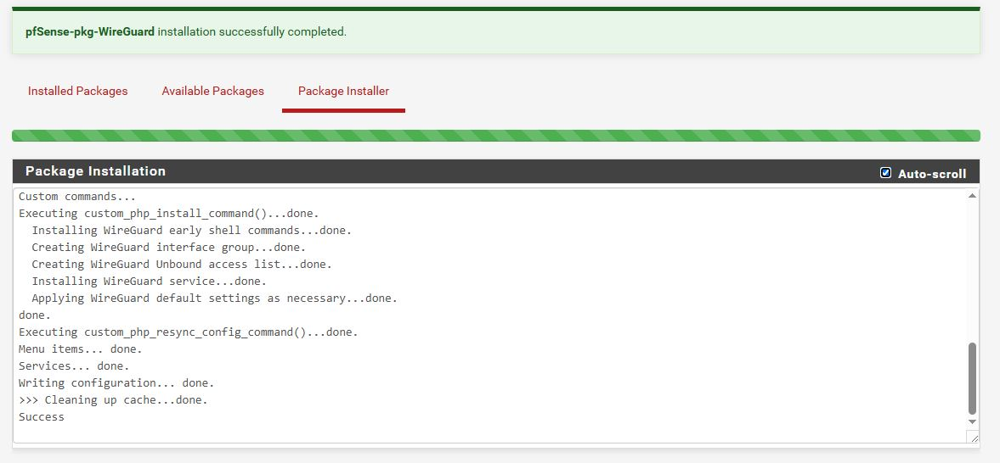 pfSense-pkg-WireGuard installation successfully completed.
Installed Packages
Available Packages
Package Installer
Package Installation
Auto-scroll
Custom commands...
Executing custom_php_install_command()...done.
  Installing WireGuard early shell commands...done.
  Creating WireGuard interface group...done.
  Creating WireGuard Unbound access list...done.
  Installing WireGuard service...done.
  Applying WireGuard default settings as necessary...done.
done.
Executing custom_php_resync_config_command()...done.
Menu items... done.
Services... done.
Writing configuration... done.
>>> Cleaning up cache...done.
Success